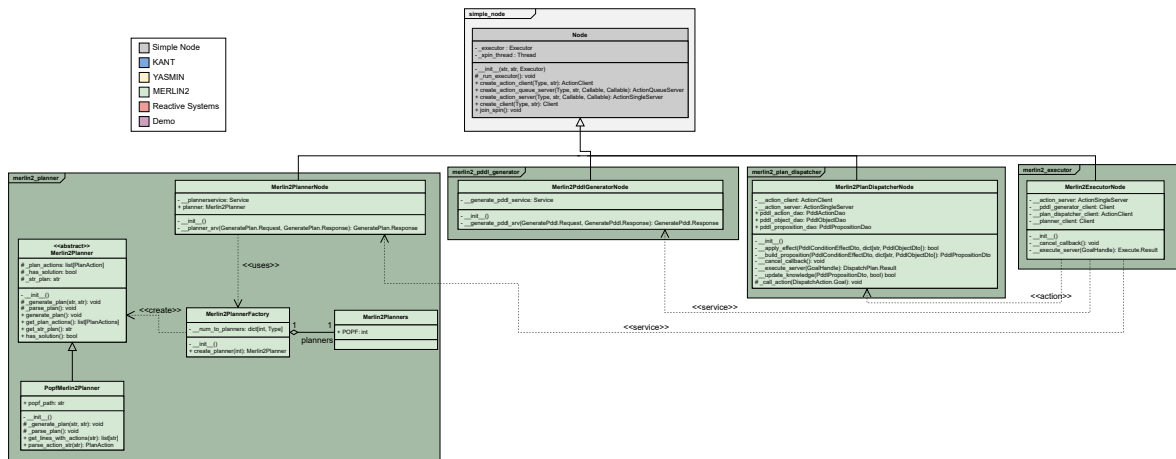 simple_node
Node
- _executor : Executor
- _spin_thread : Thread
- __init__(str, str, Executor)
# _run_executor(): void
+ create_action_client(Type, str): ActionClient
+ create_action_queue_server(Type, str, Callable, Callable): ActionQueueServer
+ create_action_server(Type, str, Callable, Callable): ActionSingleServer
+ create_client(Type, str): Client
+ join_spin(): void
Simple Node
KANT
YASMIN
MERLIN2
Reactive Systems
Demo
merlin2_planner
Merlin2PlannerNode
- __plannerservice: Service
+ planner: Merlin2Planner
- __init__()
- __planner_srv(GeneratePlan.Request, GeneratePlan.Response): GeneratePlan.Response
<<abstract>>
Merlin2Planner
# _plan_actions: list[PlanAction]
# _has_solution: bool
# _str_plan: str
- __init__()
# _generate_plan(str, str): void
# _parse_plan(): void
+ generate_plan(): void
+ get_plan_actions(): list[PlanActions]
+ get_str_plan(): str
+ has_solution(): bool
<<uses>>
<<create>>
Merlin2PlannerFactory
- __num_to_planners: dict[int, Type]
- __init__()
+ create_planner(int): Merlin2Planner
1
1
planners
Merlin2Planners
+ POPF: int
PopfMerlin2Planner
+ popf_path: str
- __init__()
# _generate_plan(str, str): void
# _parse_plan(): void
+ get_lines_with_actions(str): list[str]
+ parse_action_str(str): PlanAction
merlin2_pddl_generator
Merlin2PddlGeneratorNode
- __generate_pddl_service: Service
- __init__()
- __generate_pddl_srv(GeneratePddl.Request, GeneratePddl.Response): GeneratePddl.Response
merlin2_plan_dispatcher
Merlin2PlanDispatcherNode
- __action_client: ActionClient
- __action_server: ActionSingleServer
+ pddl_action_dao: PddlActionDao
+ pddl_object_dao: PddlObjectDao
+ pddl_proposition_dao: PddlPropositionDao
- __init__()
- __apply_effect(PddlConditionEffectDto, dict[str, PddlObjectDto]): bool
- __build_proposition(PddlConditionEffectDto, dict[str, PddlObjectDto]): PddlPropositionDto
- __cancel_callback(): void
- __execute_server(GoalHandle): DispatchPlan.Result
- __update_knowledge(PddlPropositionDto, bool) bool
# _call_action(DispatchAction.Goal): void
merlin2_executor
Merlin2ExecutorNode
- __action_server: ActionSingleServer
- __pddl_generator_client: Client
- __plan_dispatcher_client: ActionClient
- __planner_client: Client
- __init__()
- __cancel_callback(): void
- __execute_server(GoalHandle): Execute.Result
<<action>>
<<service>>
<<service>>